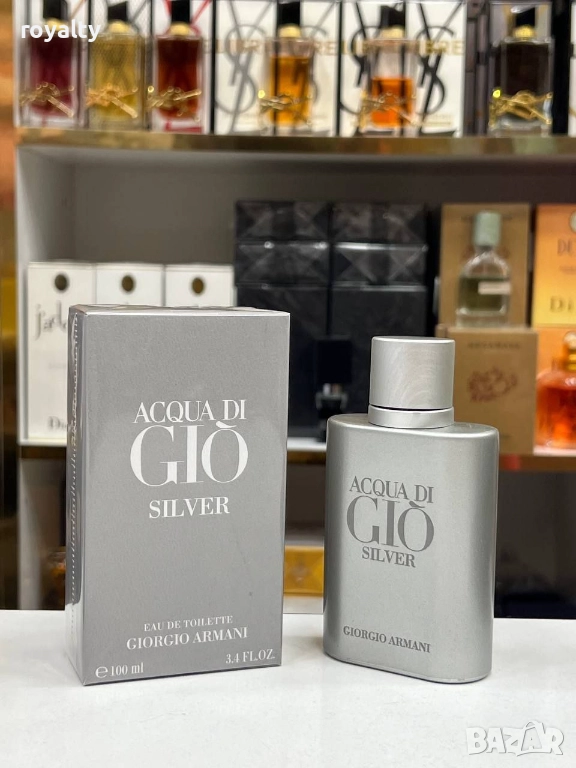 royalty
ACQUA DI
GIÒ
SILVER
EAU DE TOILETTE
GIORGIO ARMANI
e 100 ml
3.4 FL.OZ.
ACQUA DI
GIÒ
SILVER
GIORGIO ARMANI
BAZAR